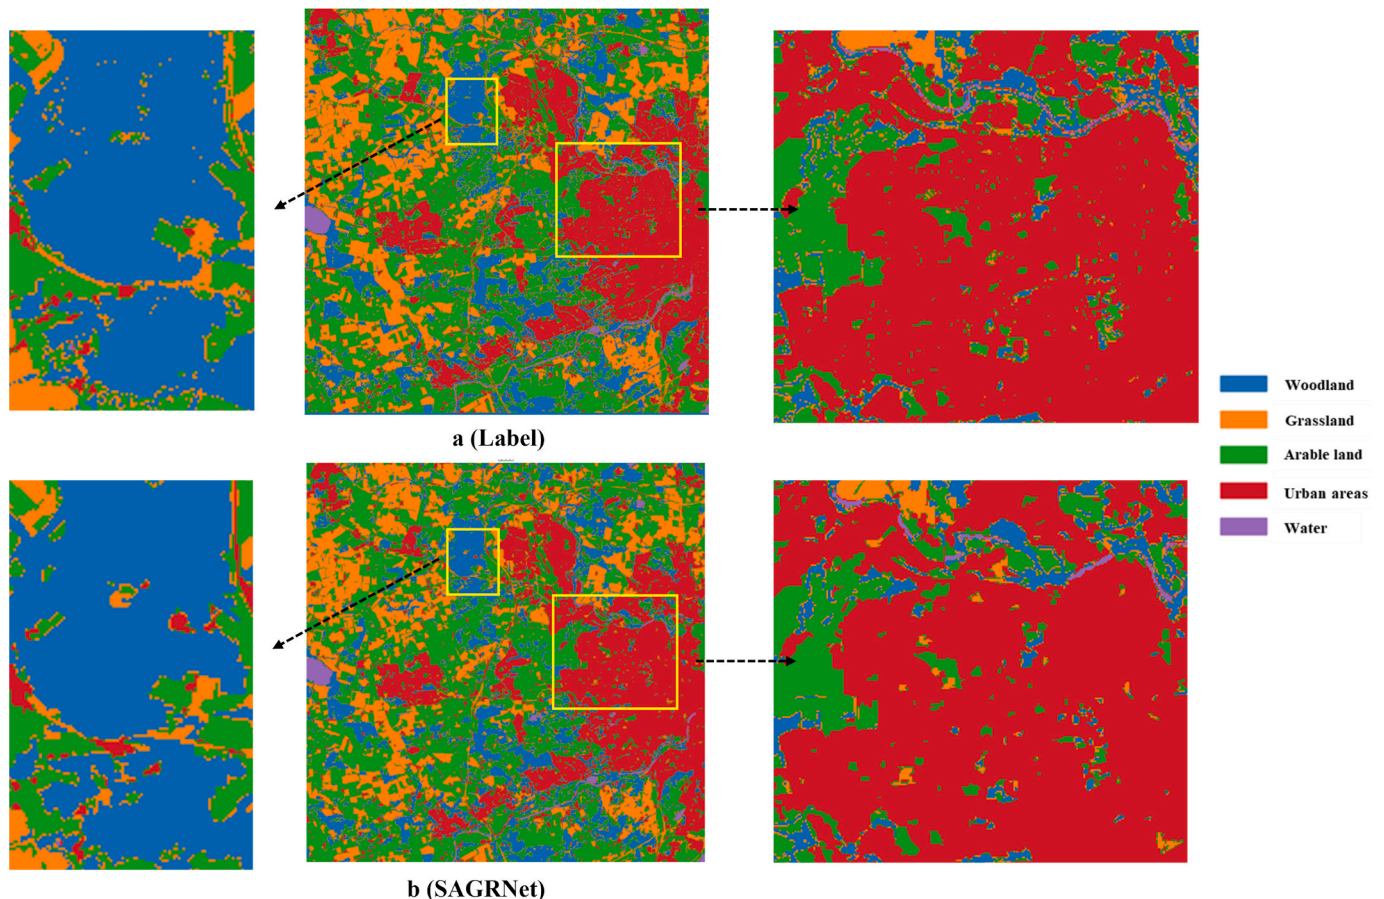 a (Label)
Woodland
Grassland
Arable land
Urban areas
Water
b (SAGRNet)